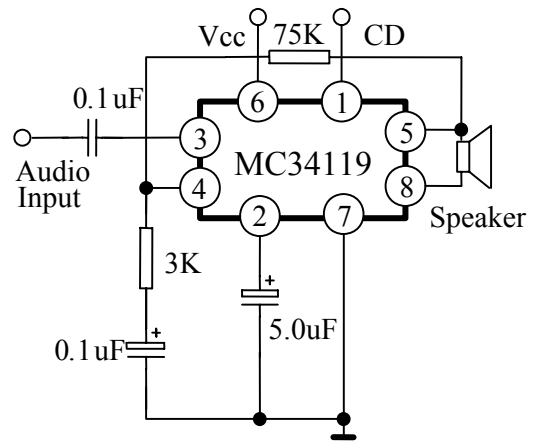 Vcc 75K CD
0.1uF
6 1
3 5
MC34119
Audio
Input
4 8
2 7
Speaker
3K
+
+
5.0uF
0.1uF